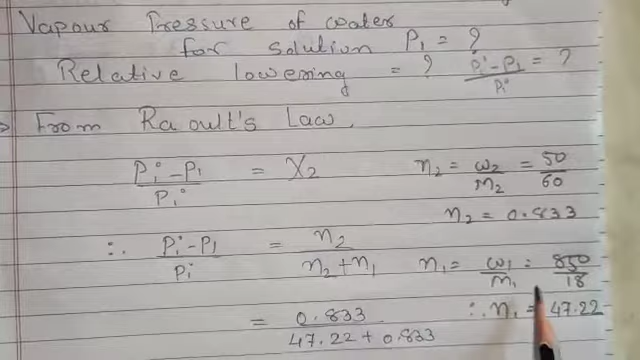 Vapour Pressure of water
for solution P₁ = ?
Relative lowering = ? P₁° - P₁ / P₁° = ?
From Raoult's Law,
P₁° - P₁ / P₁° = X₂
n₂ = w₂ / M₂ = 50 / 60
n₂ = 0.833
∴ P₁° - P₁ / P₁° = n₂ / n₂ + n₁
n₁ = w₁ / M₁ = 850 / 18
= 0.833 / 47.22 + 0.833
∴ n₁ = 47.22